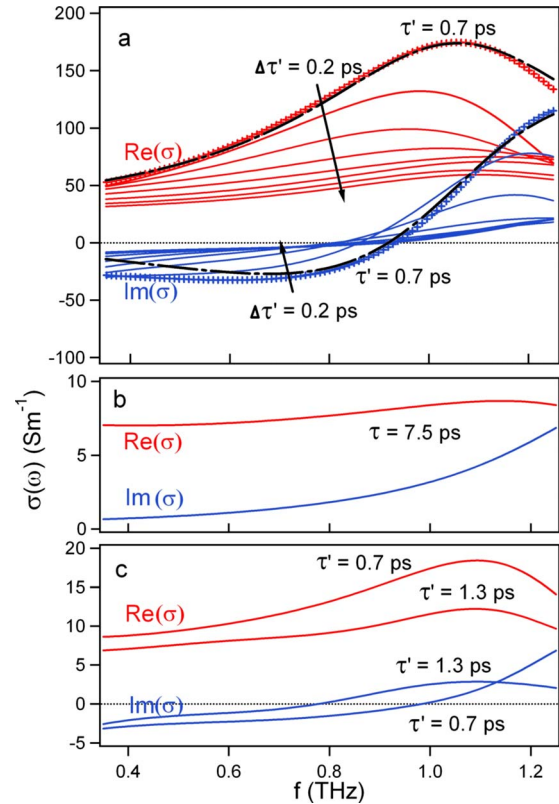 200
a
τ' = 0.7 ps
150
Δτ' = 0.2 ps
100
Re(σ)
50
0
Im(σ)
τ' = 0.7 ps
-50
Δτ' = 0.2 ps
-100
10
b
Re(σ)
τ = 7.5 ps
5
Im (σ)
0
σ(ω) (Sm⁻¹)
20
c
τ' = 0.7 ps
15
Re(σ)
τ' = 1.3 ps
10
5
τ' = 1.3 ps
0
Im(σ)
τ' = 0.7 ps
-5
0.4 0.6 0.8 1.0 1.2
f (THz)